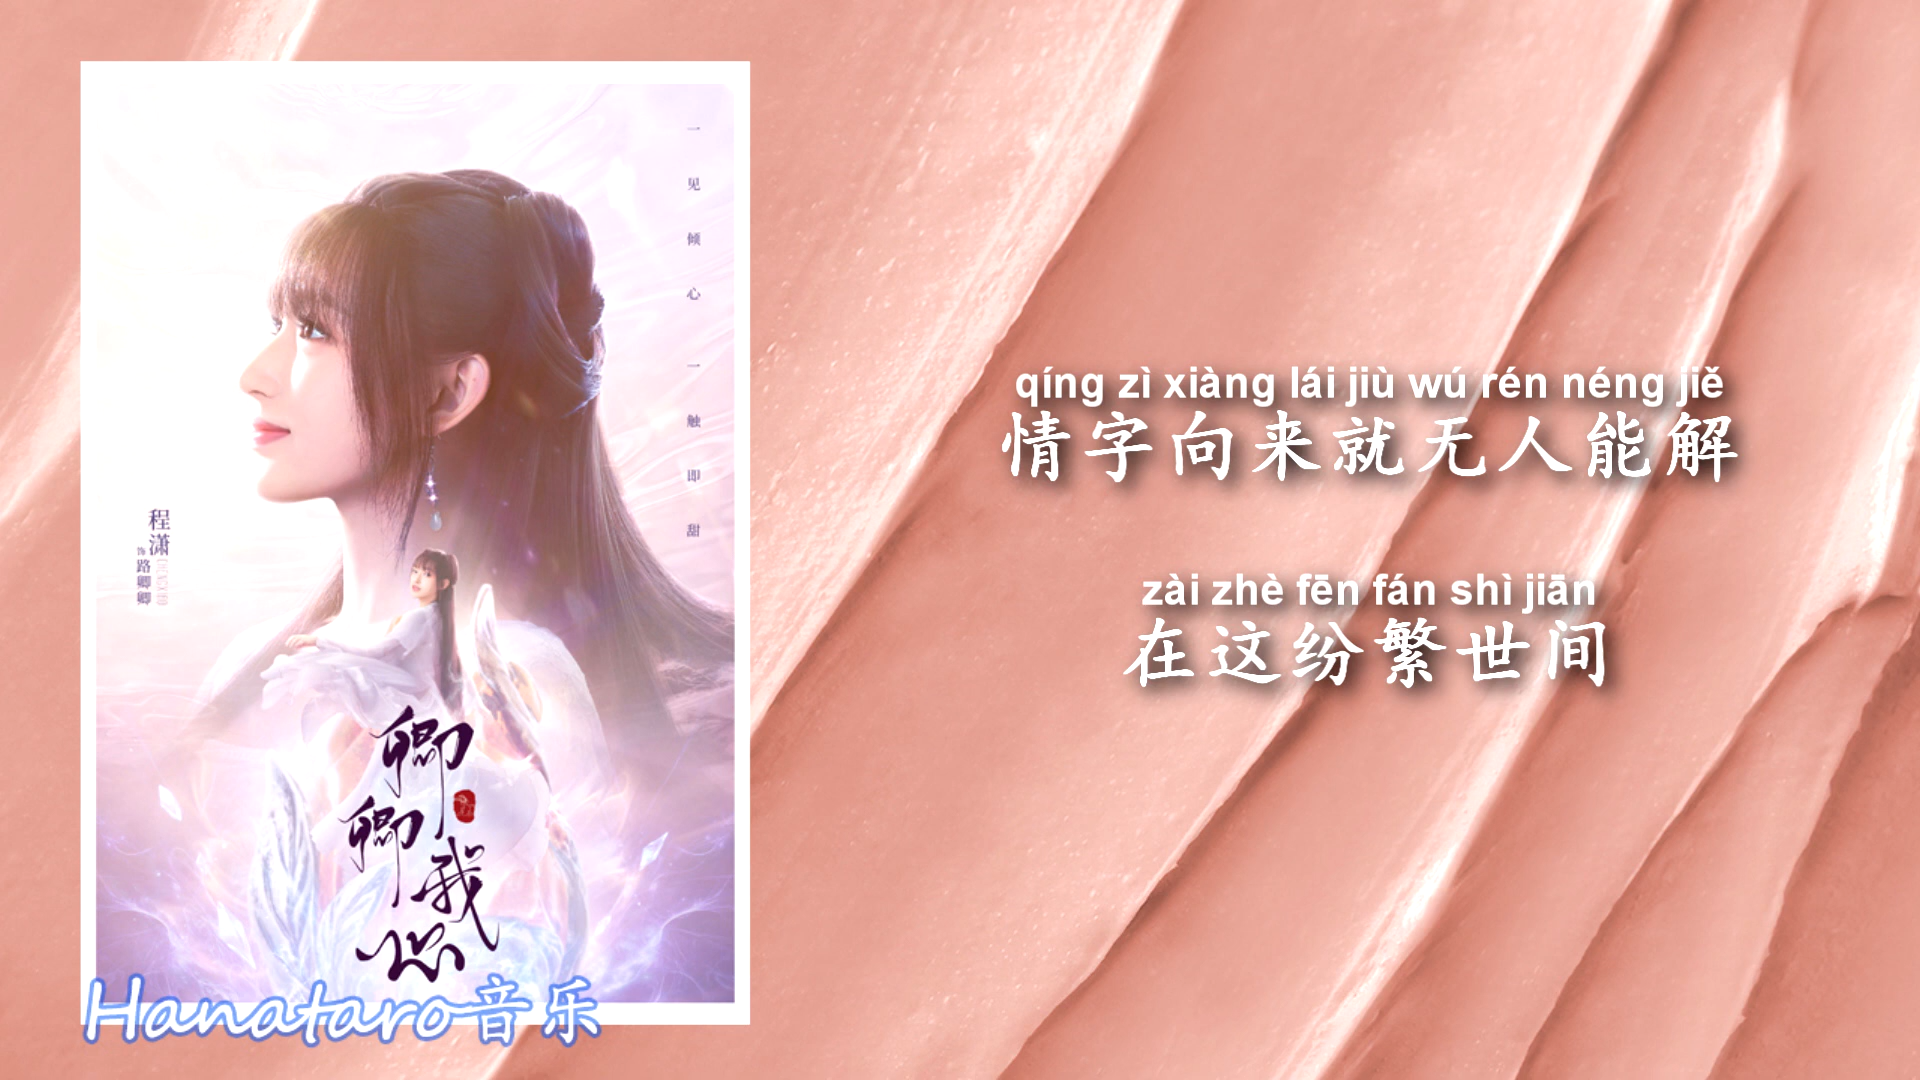 一见倾心 一触即甜
程潇
CHENGXIAO
饰 路卿卿
卿卿我心
Hanataro音乐
qíng zì xiàng lái jiù wú rén néng jiě
情字向来就无人能解
zài zhè fēn fán shì jiān
在这纷繁世间